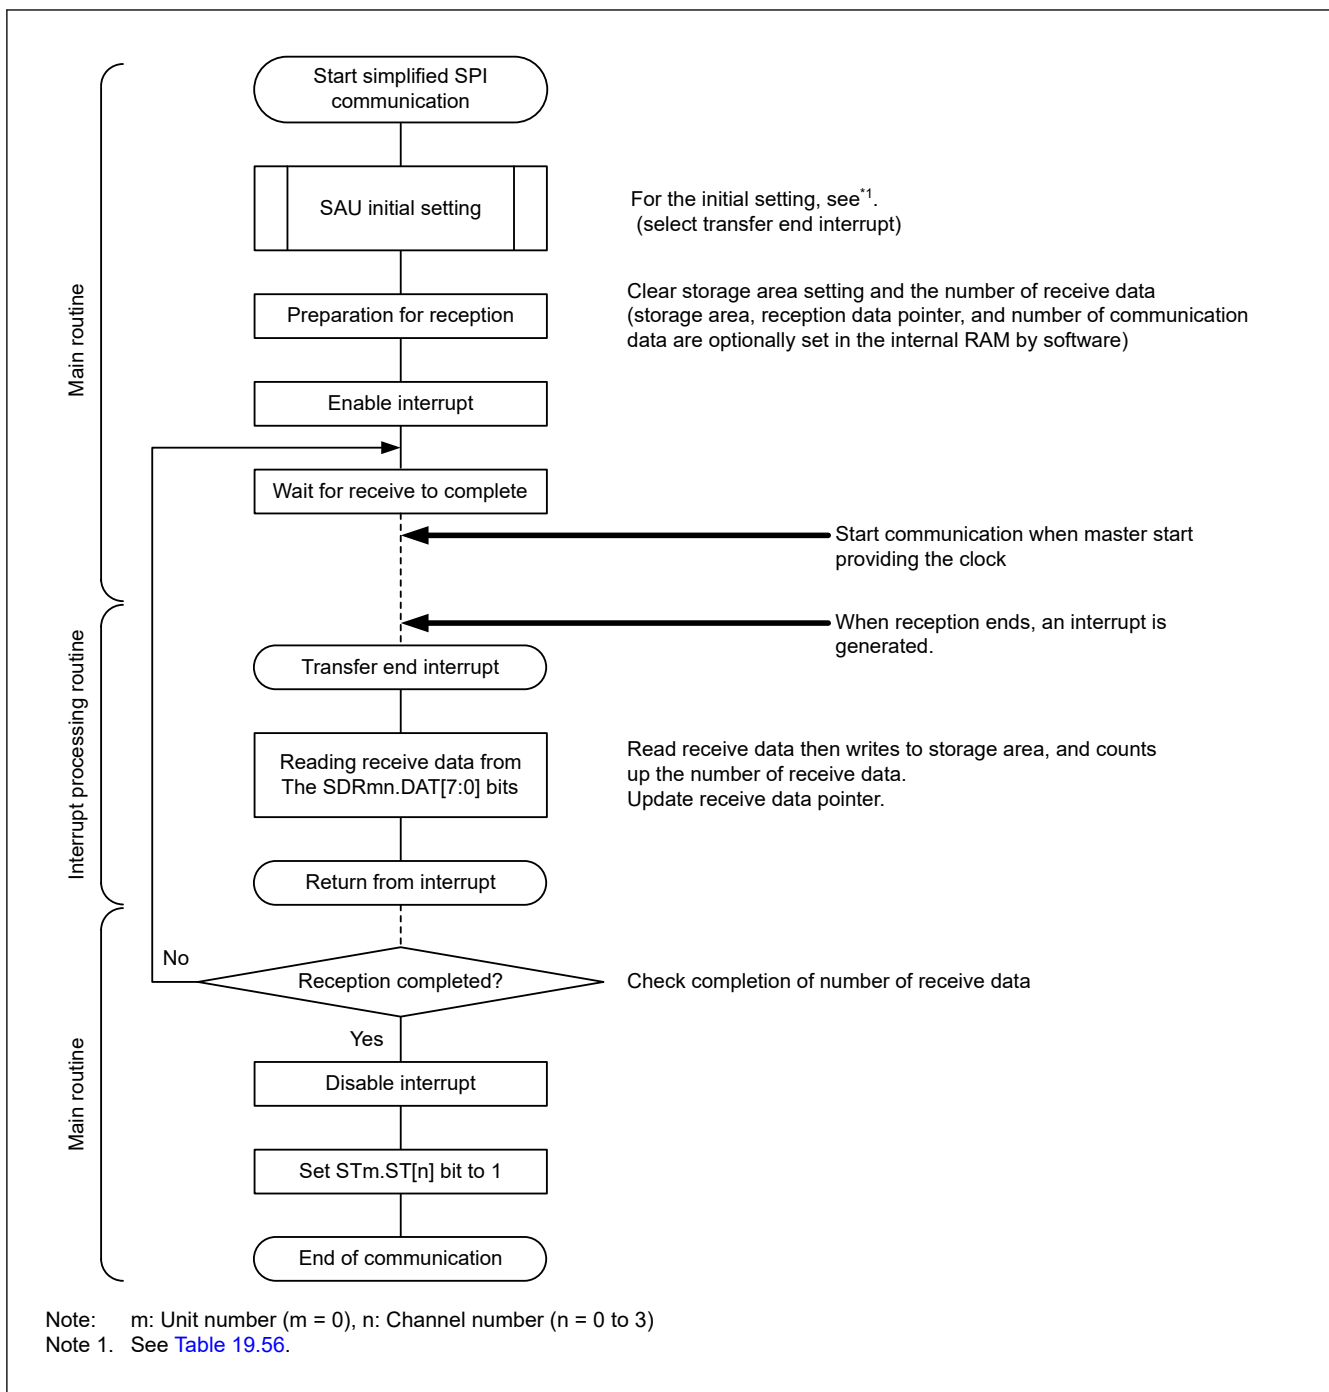 Start simplified SPI
communication
SAU initial setting
For the initial setting, see*1.
(select transfer end interrupt)
Main routine
Preparation for reception
Clear storage area setting and the number of receive data
(storage area, reception data pointer, and number of communication
data are optionally set in the internal RAM by software)
Enable interrupt
Wait for receive to complete
Start communication when master start
providing the clock
When reception ends, an interrupt is
generated.
Interrupt processing routine
Transfer end interrupt
Reading receive data from
The SDRmn.DAT[7:0] bits
Read receive data then writes to storage area, and counts
up the number of receive data.
Update receive data pointer.
Return from interrupt
Main routine
No
Reception completed?
Check completion of number of receive data
Yes
Disable interrupt
Set STm.ST[n] bit to 1
End of communication
Note: m: Unit number (m = 0), n: Channel number (n = 0 to 3)
Note 1. See Table 19.56.